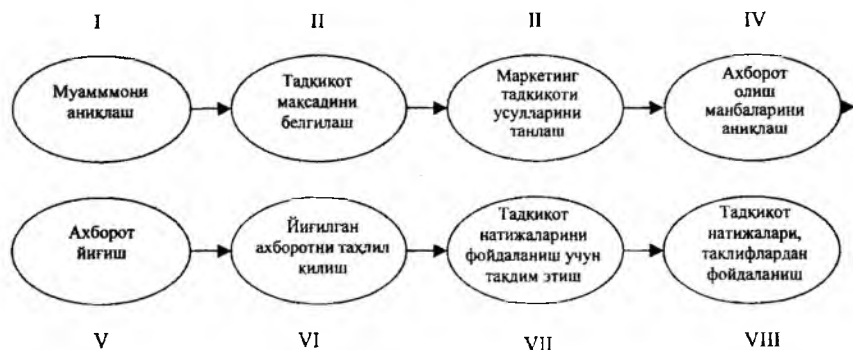 I II II IV
Муамммони
аниқлаш
Тадқиқот
мақсадини
белгилаш
Маркетинг
тадқиқоти
усулларини
танлаш
Ахборот
олиш
манбаларини
аниқлаш
Ахборот
йиғиш
Йиғилган
ахборотни таҳлил
қилиш
Тадқиқот
натижаларини
фойдаланиш учун
тақдим этиш
Тадқиқот
натижалари,
таклифлардан
фойдаланиш
V VI VII VIII